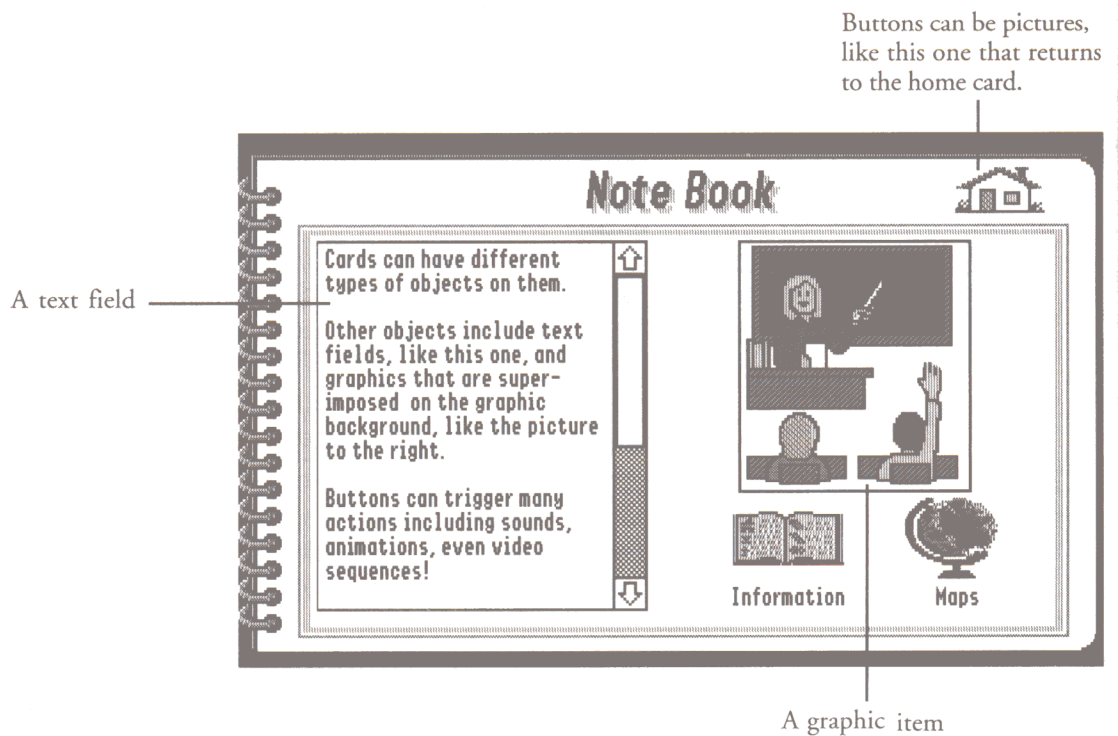 Buttons can be pictures,
like this one that returns
to the home card.
Note Book
A text field
Cards can have different
types of objects on them.
Other objects include text
fields, like this one, and
graphics that are super-
imposed on the graphic
background, like the picture
to the right.
Buttons can trigger many
actions including sounds,
animations, even video
sequences!
Information
Maps
A graphic item